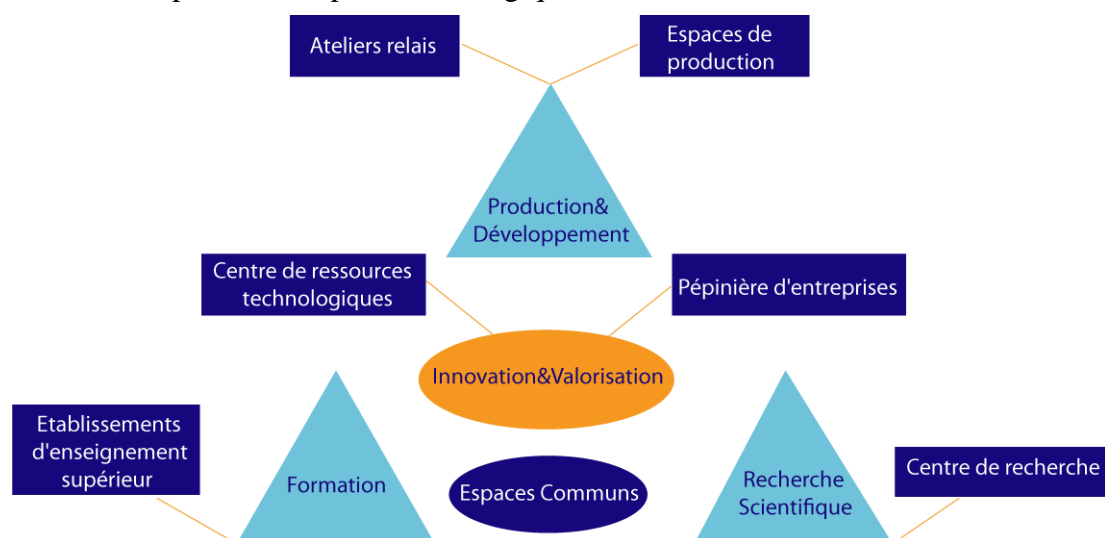 Ateliers relais
Espaces de
production
Production&
Développement
Centre de ressources
technologiques
Pépinière d'entreprises
Innovation&Valorisation
Etablissements
d'enseignement
supérieur
Formation
Espaces Communs
Recherche
Scientifique
Centre de recherche